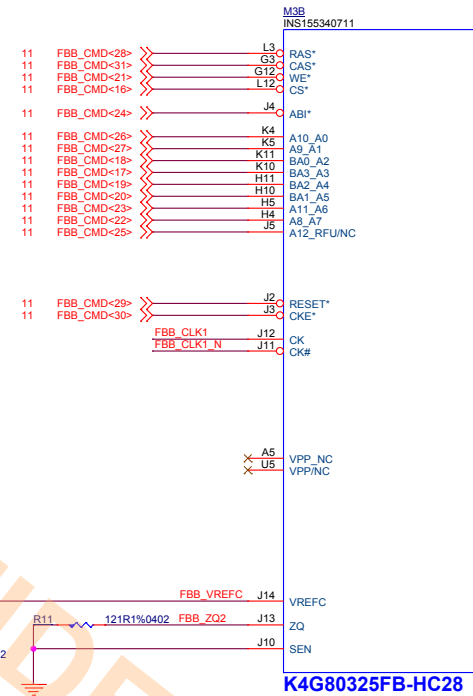 M3B
INS155340711
11 FBB_CMD<28> L3 RAS*
11 FBB_CMD<31> G3 CAS*
11 FBB_CMD<21> G12 WE*
11 FBB_CMD<16> L12 CS*
11 FBB_CMD<24> J4 ABI*
11 FBB_CMD<26> K4 A10_A0
11 FBB_CMD<27> K5 A9_A1
11 FBB_CMD<18> K11 BA0_A2
11 FBB_CMD<17> K10 BA3_A3
11 FBB_CMD<19> H11 BA2_A4
11 FBB_CMD<20> H10 BA1_A5
11 FBB_CMD<23> H5 A11_A6
11 FBB_CMD<22> H4 A8_A7
11 FBB_CMD<25> J5 A12_RFU/NC
11 FBB_CMD<29> J2 RESET*
11 FBB_CMD<30> J3 CKE*
FBB_CLK1 J12 CK
FBB_CLK1_N J11 CK#
A5 VPP_NC
U5 VPP/NC
FBB_VREFC J14 VREFC
R11 121R1%0402 FBB_ZQ2 J13 ZQ
J10 SEN
2
K4G80325FB-HC28